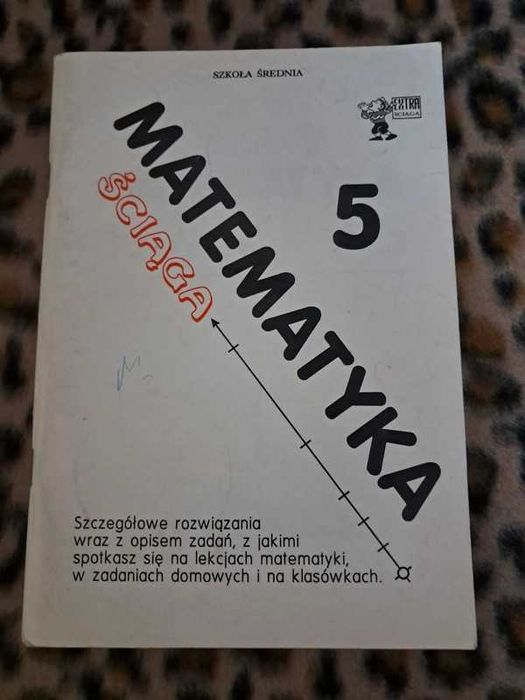 SZKOŁA ŚREDNIA
EXTRA
ŚCIĄGA
5
MATEMATYKA
ŚCIĄGA
Szczegółowe rozwiązania
wraz z opisem zadań, z jakimi
spotkasz się na lekcjach matematyki,
w zadaniach domowych i na klasówkach.